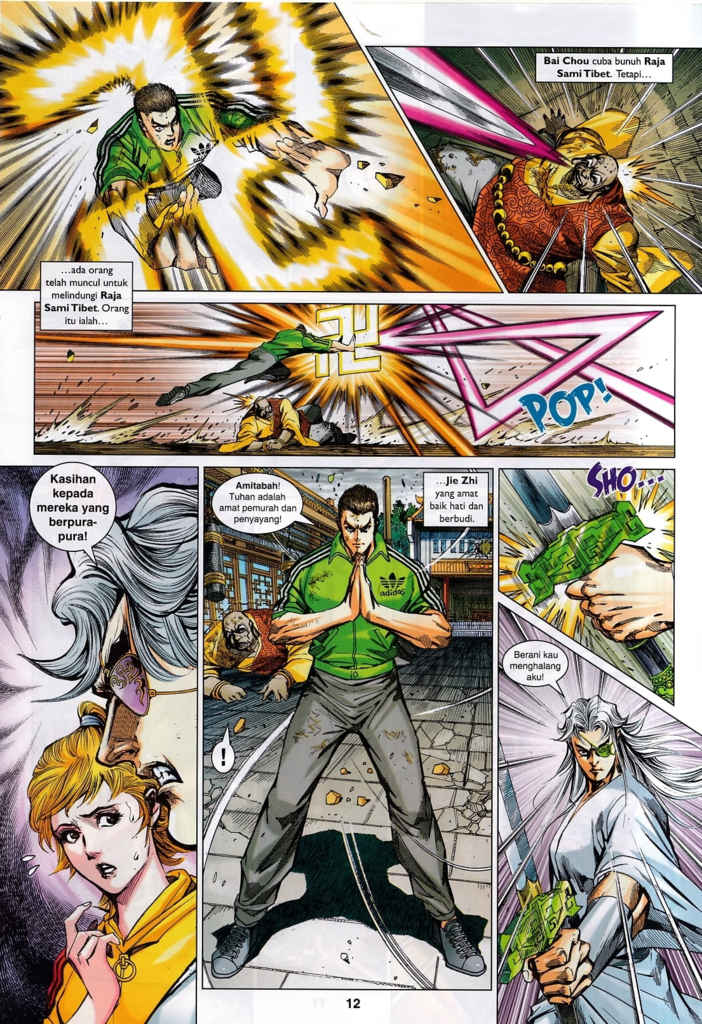 Bai Chou cuba bunuh Raja
Sami Tibet. Tetapi...
...ada orang
telah muncul untuk
melindungi Raja
Sami Tibet. Orang
itu ialah...
POP!
Kasihan
kepada
mereka yang
berpura-
pura!
Amitabah!
Tuhan adalah
amat pemurah dan
penyayang!
...Jie Zhi
yang amat
baik hati dan
berbudi.
adidas
!
SHO...
Berani kau
menghalang
aku!
12